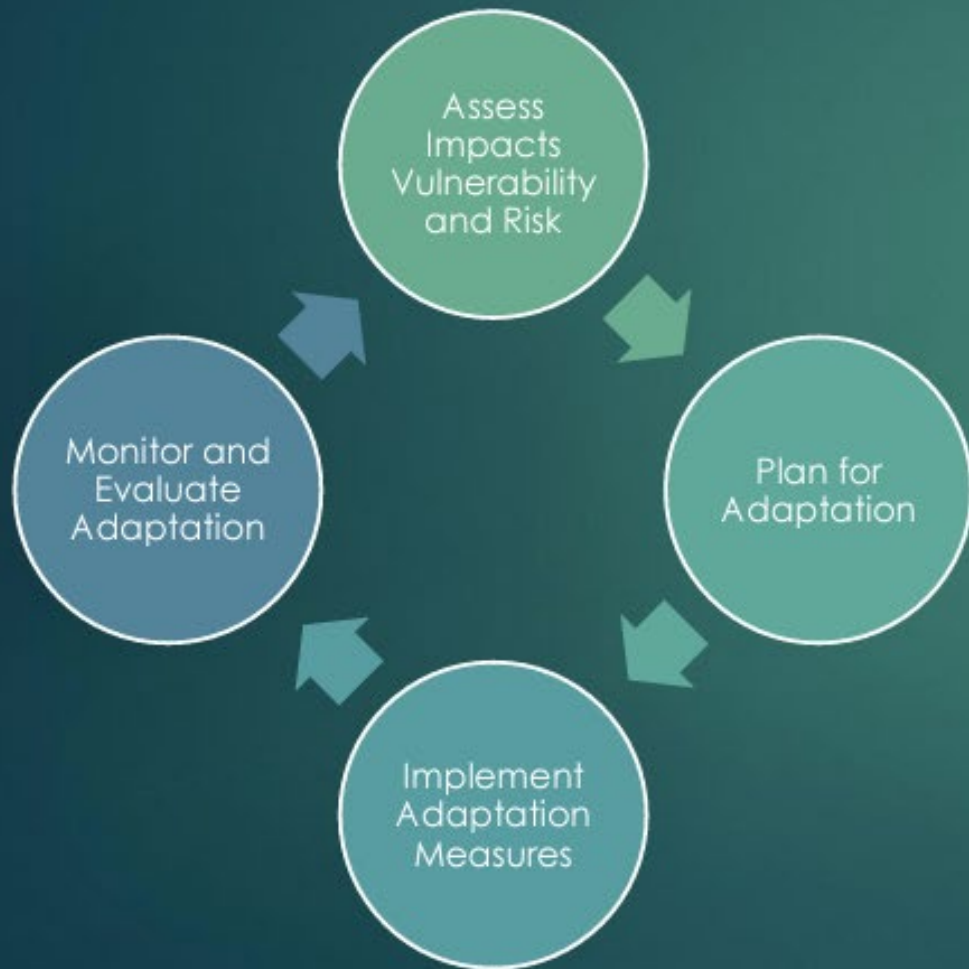 Assess
Impacts
Vulnerability
and Risk
Plan for
Adaptation
Implement
Adaptation
Measures
Monitor and
Evaluate
Adaptation